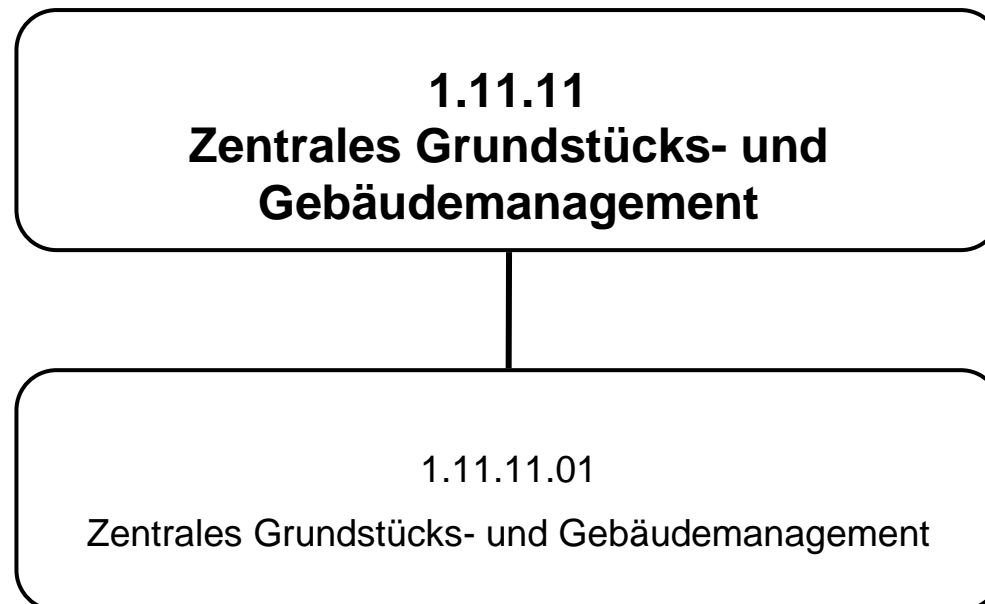 1.11.11
Zentrales Grundstücks- und
Gebäudemanagement
1.11.11.01
Zentrales Grundstücks- und Gebäudemanagement